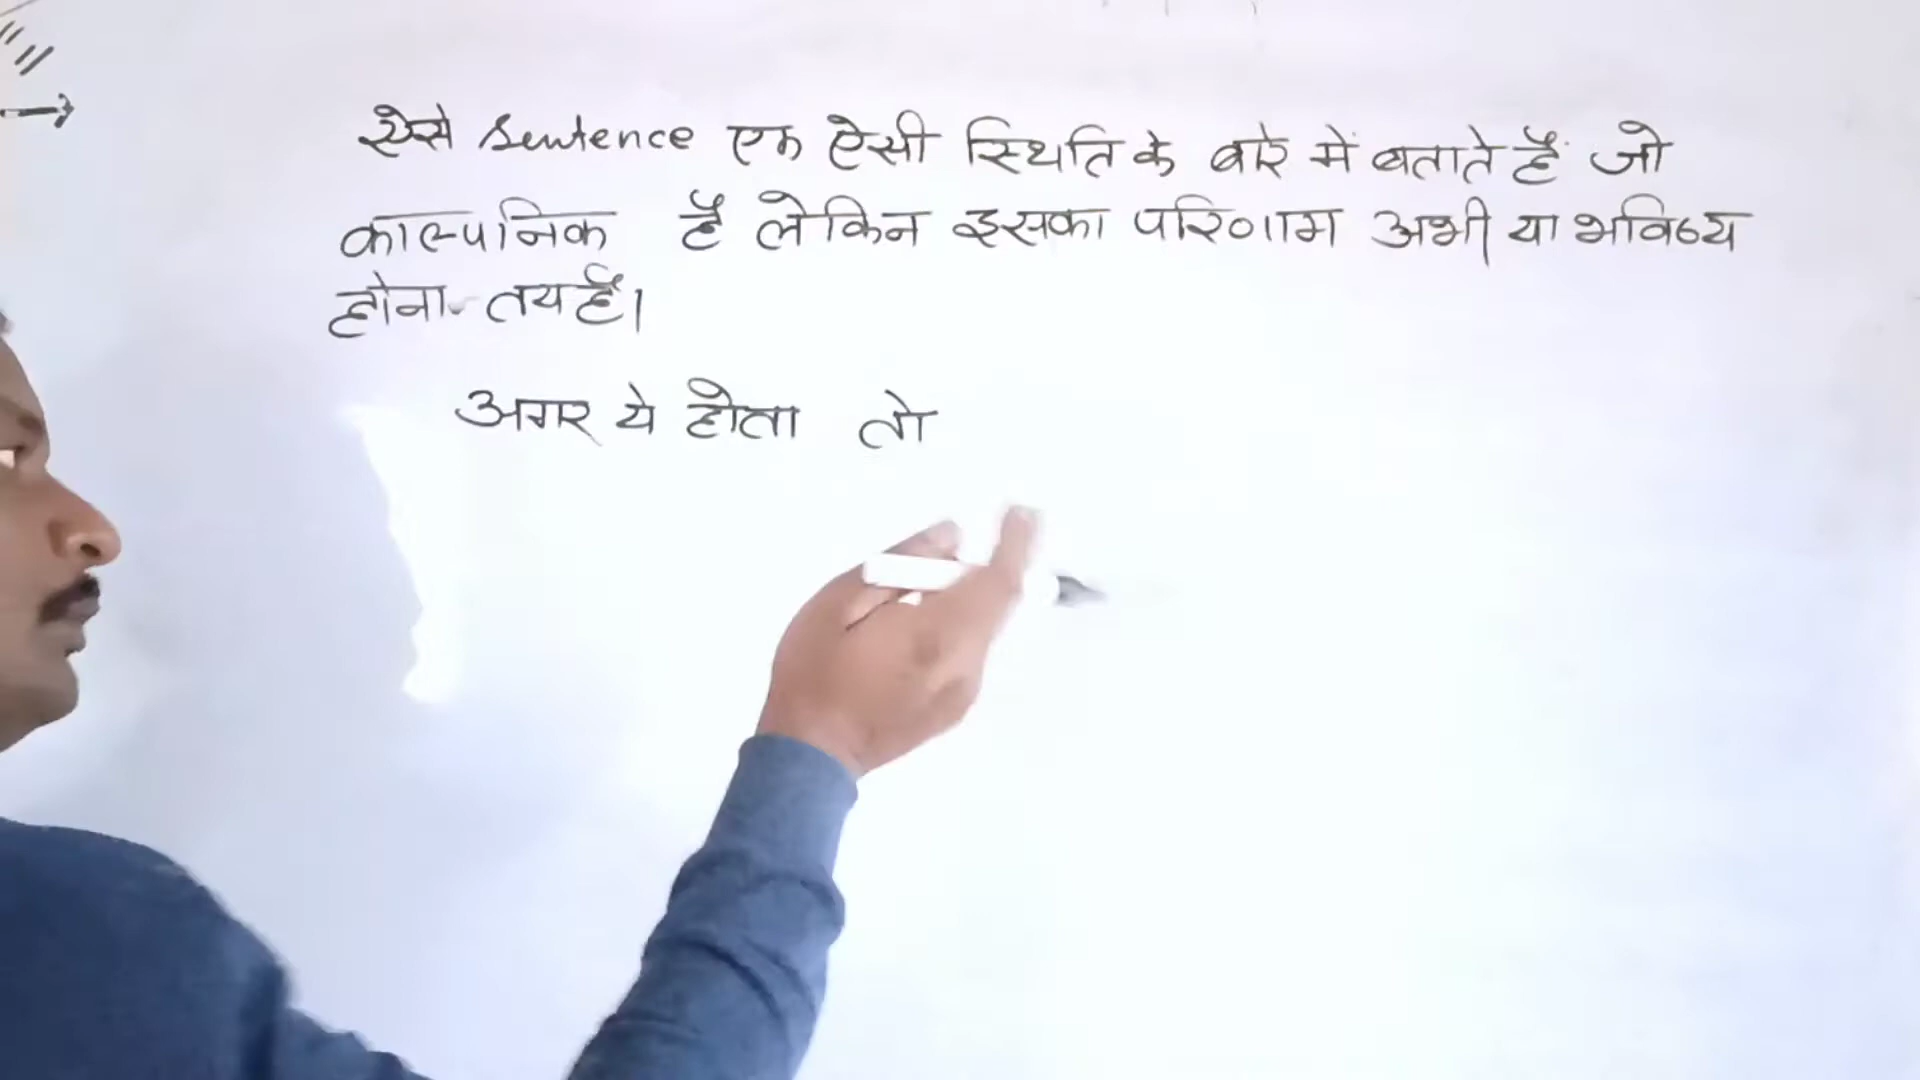 ऐसे sentence एक ऐसी स्थिति के बारे में बताते हैं जो
काल्पनिक है लेकिन इसका परिणाम अभी या भविष्य
होना तय है।
अगर ये होता तो